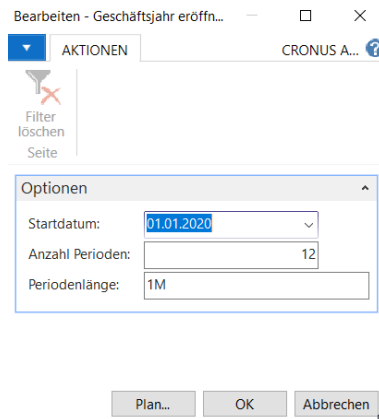 Bearbeiten - Geschäftsjahr eröffn...
AKTIONEN
CRONUS A...
?
Filter
löschen
Seite
Optionen
Startdatum:
01.01.2020
Anzahl Perioden:
12
Periodenlänge:
1M
Plan...
OK
Abbrechen